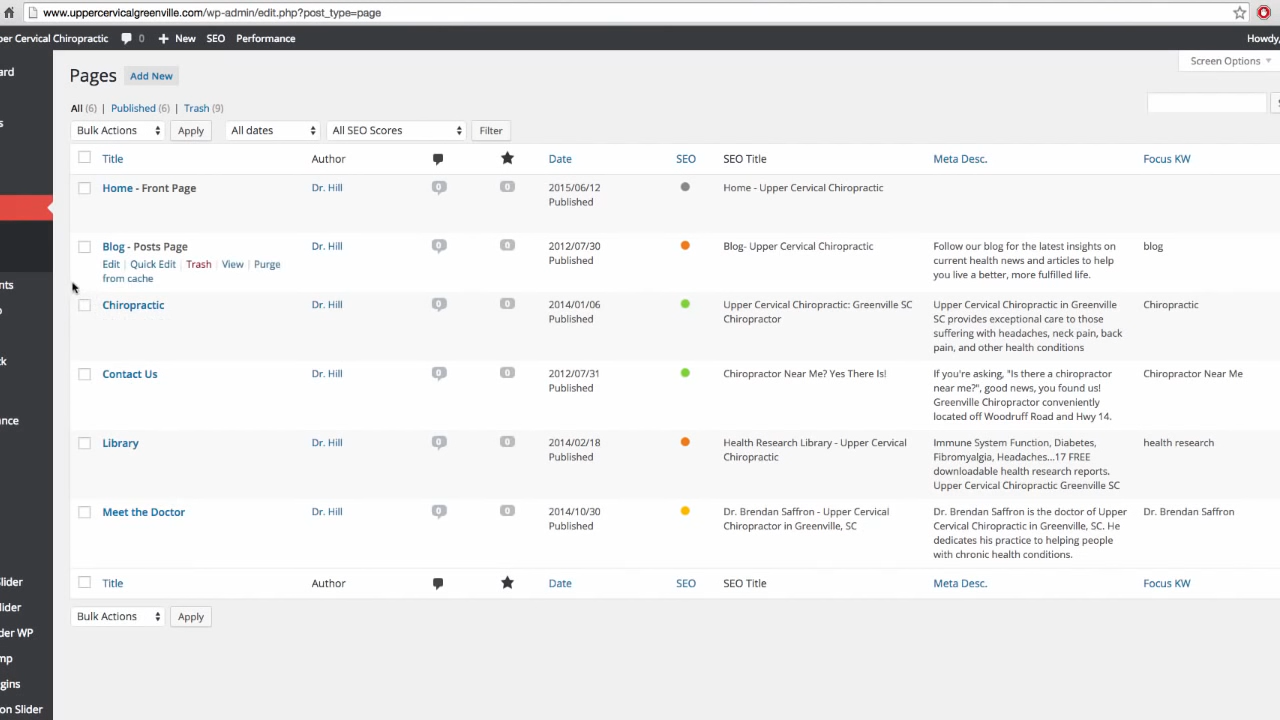 www.uppercervicalgreenville.com/wp-admin/edit.php?post_type=page
per Cervical Chiropractic 0 + New SEO Performance Howdy,
Screen Options
Pages Add New
All (6) | Published (6) | Trash (9)
Bulk Actions Apply All dates All SEO Scores Filter
Title Author Date SEO SEO Title Meta Desc. Focus KW
Home - Front Page Dr. Hill 0 0 2015/06/12 Home - Upper Cervical Chiropractic
Published
Blog - Posts Page Dr. Hill 0 0 2012/07/30 Blog- Upper Cervical Chiropractic Follow our blog for the latest insights on blog
Published current health news and articles to help
Edit | Quick Edit | Trash | View | Purge you live a better, more fulfilled life.
from cache
Chiropractic Dr. Hill 0 0 2014/01/06 Upper Cervical Chiropractic: Greenville SC Upper Cervical Chiropractic in Greenville Chiropractic
Published Chiropractor SC provides exceptional care to those
suffering with headaches, neck pain, back
pain, and other health conditions
Contact Us Dr. Hill 0 0 2012/07/31 Chiropractor Near Me? Yes There Is! If you're asking, "Is there a chiropractor Chiropractor Near Me
Published near me?", good news, you found us!
Greenville Chiropractor conveniently
located off Woodruff Road and Hwy 14.
Library Dr. Hill 0 0 2014/02/18 Health Research Library - Upper Cervical Immune System Function, Diabetes, health research
Published Chiropractic Fibromyalgia, Headaches...17 FREE
downloadable health research reports.
Upper Cervical Chiropractic Greenville SC
Meet the Doctor Dr. Hill 0 0 2014/10/30 Dr. Brendan Saffron - Upper Cervical Dr. Brendan Saffron is the doctor of Upper Dr. Brendan Saffron
Published Chiropractor in Greenville, SC Cervical Chiropractic in Greenville, SC. He
dedicates his practice to helping people
with chronic health conditions.
Title Author Date SEO SEO Title Meta Desc. Focus KW
Bulk Actions Apply
ard
s
nts
o
ck
ance
lider
lider
der WP
mp
gins
on Slider